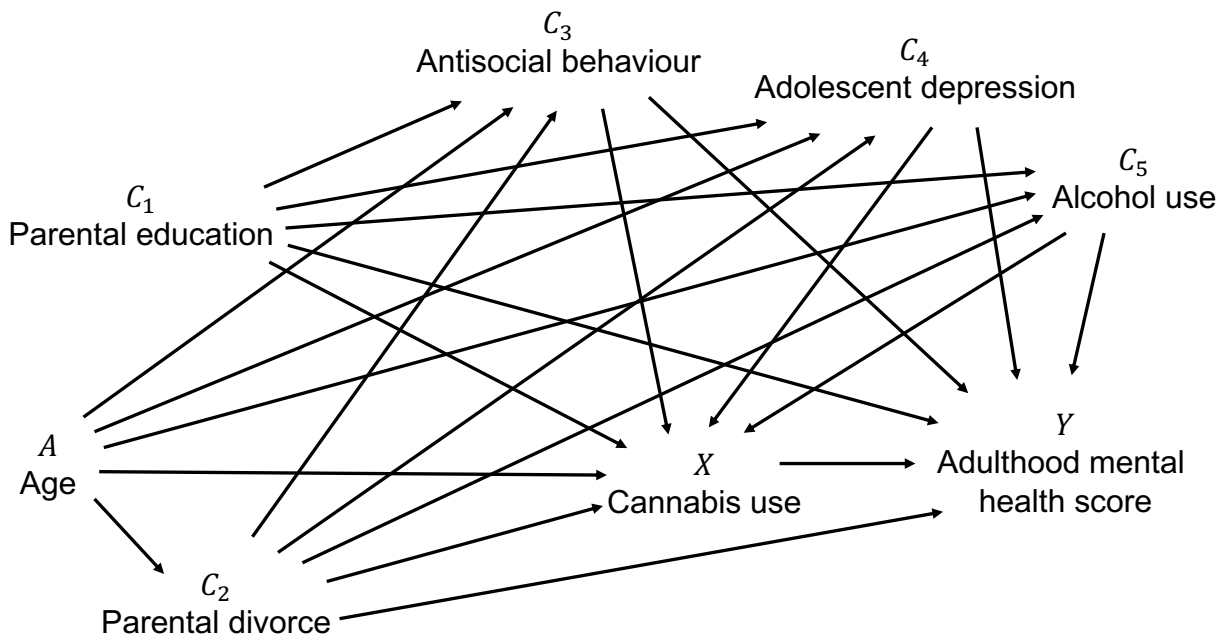 C₃
Antisocial behaviour
C₄
Adolescent depression
C₅
Alcohol use
C₁
Parental education
A
Age
X
Cannabis use
Y
Adulthood mental
health score
C₂
Parental divorce